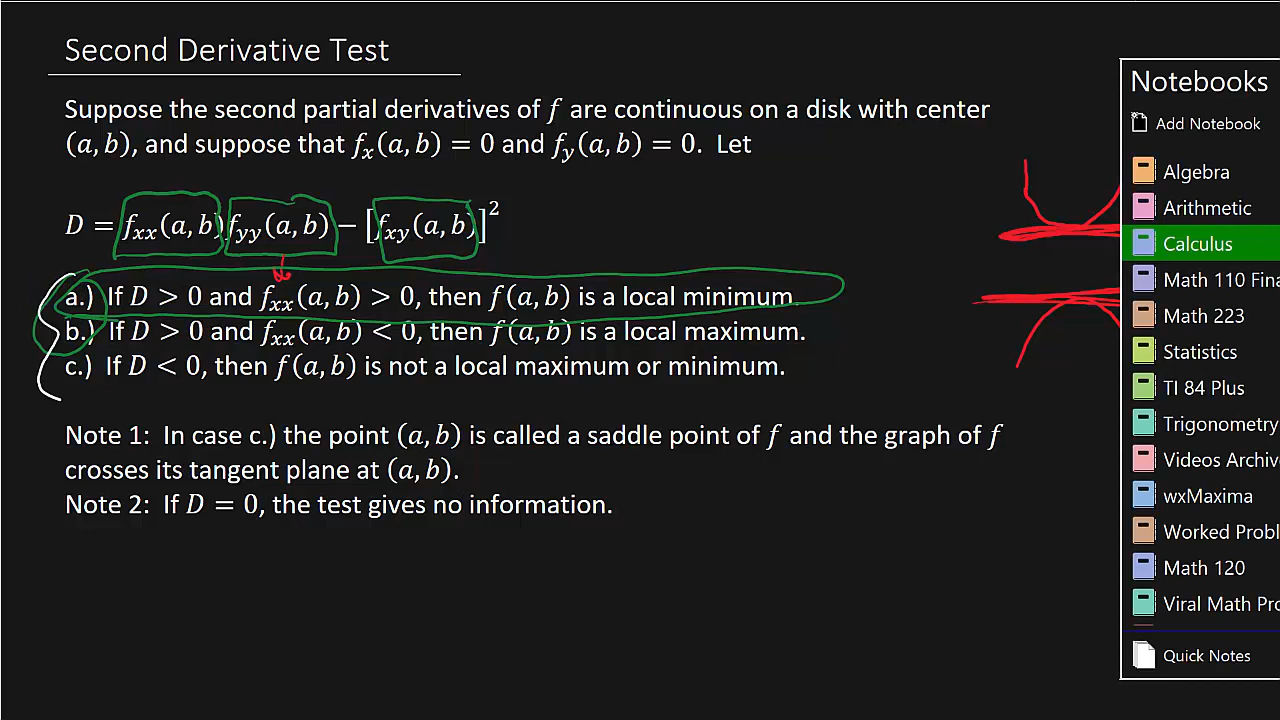 Second Derivative Test
Suppose the second partial derivatives of f are continuous on a disk with center
(a, b), and suppose that fₓ(a, b) = 0 and f_y(a, b) = 0. Let
D = f_xx(a, b)f_yy(a, b) − [f_xy(a, b)]²
a.) If D > 0 and f_xx(a, b) > 0, then f(a, b) is a local minimum.
b.) If D > 0 and f_xx(a, b) < 0, then f(a, b) is a local maximum.
c.) If D < 0, then f(a, b) is not a local maximum or minimum.
Note 1: In case c.) the point (a, b) is called a saddle point of f and the graph of f
crosses its tangent plane at (a, b).
Note 2: If D = 0, the test gives no information.
Notebooks
Add Notebook
Algebra
Arithmetic
Calculus
Math 110 Fina
Math 223
Statistics
TI 84 Plus
Trigonometry
Videos Archiv
wxMaxima
Worked Probl
Math 120
Viral Math Pro
Quick Notes